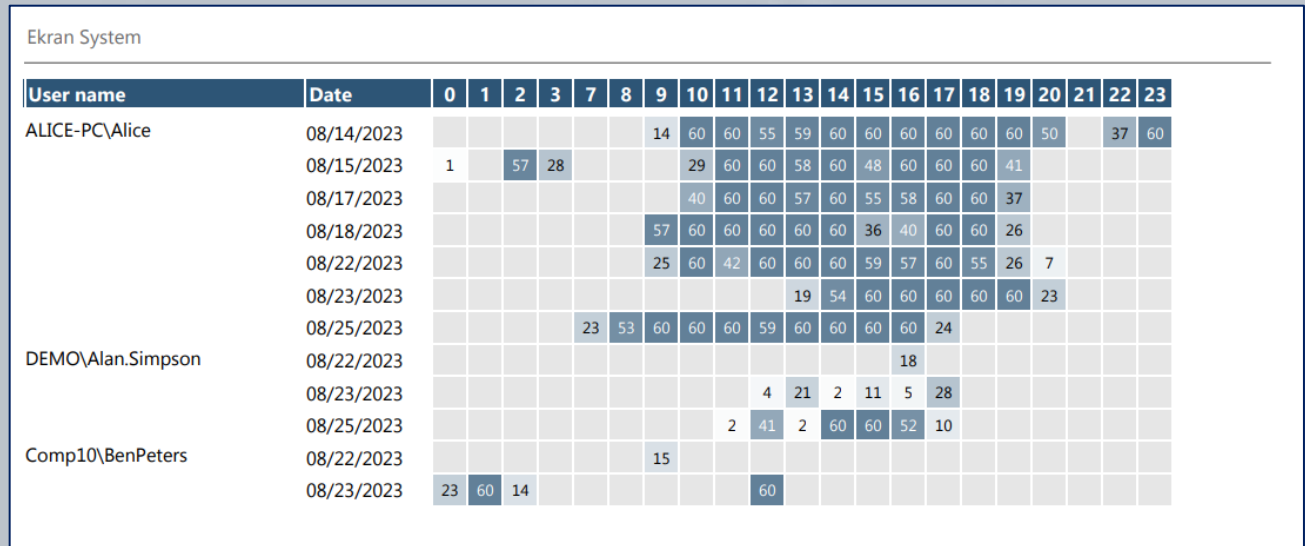 Ekran System
User name Date 0 1 2 3 7 8 9 10 11 12 13 14 15 16 17 18 19 20 21 22 23
ALICE-PC\Alice 08/14/2023 14 60 60 55 59 60 60 60 60 60 60 50 37 60
08/15/2023 1 57 28 29 60 60 58 60 48 60 60 60 41
08/17/2023 40 60 60 57 60 55 58 60 60 37
08/18/2023 57 60 60 60 60 60 36 40 60 60 26
08/22/2023 25 60 42 60 60 60 59 57 60 55 26 7
08/23/2023 19 54 60 60 60 60 60 23
08/25/2023 23 53 60 60 60 59 60 60 60 60 24
DEMO\Alan.Simpson 08/22/2023 18
08/23/2023 4 21 2 11 5 28
08/25/2023 2 41 2 60 60 52 10
Comp10\BenPeters 08/22/2023 15
08/23/2023 23 60 14 60